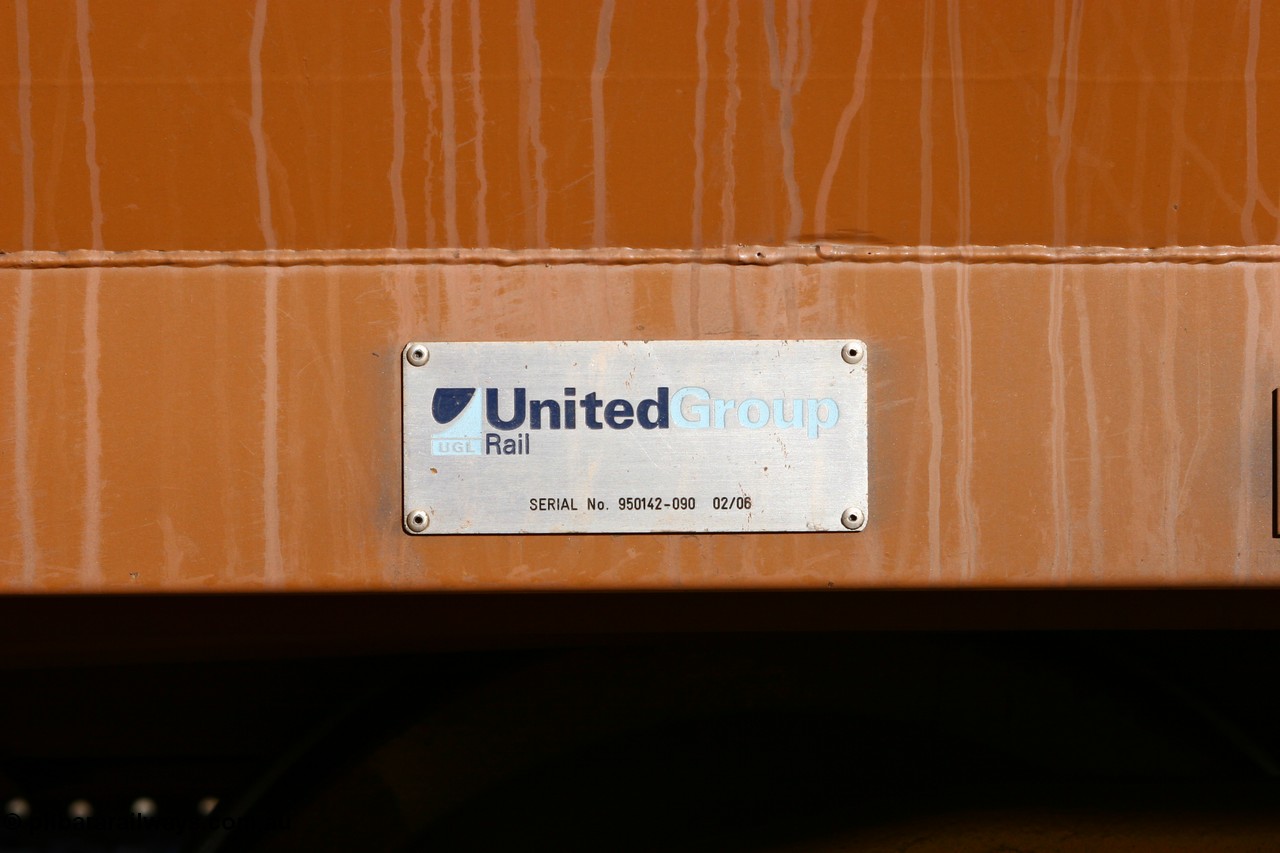 UnitedGroup
UGL Rail
SERIAL No. 950142-090 02/06